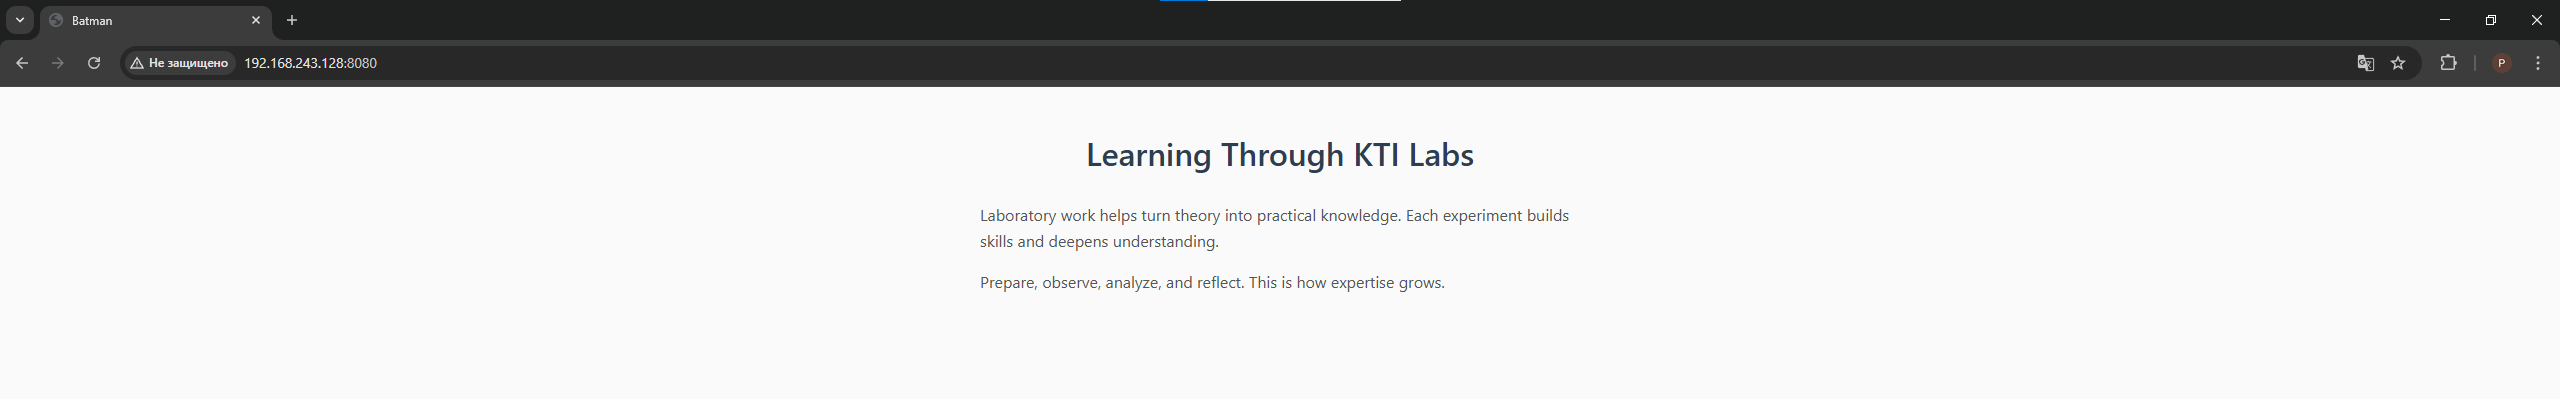 Batman
Не защищено 192.168.243.128:8080
P
Learning Through KTI Labs
Laboratory work helps turn theory into practical knowledge. Each experiment builds
skills and deepens understanding.
Prepare, observe, analyze, and reflect. This is how expertise grows.